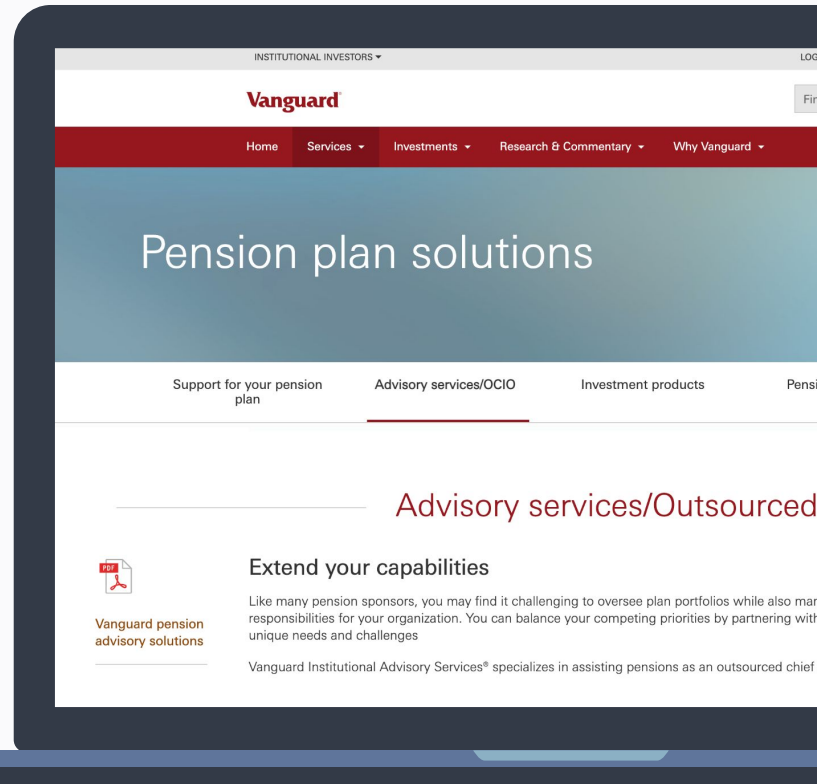 INSTITUTIONAL INVESTORS
Vanguard
Home Services Investments Research & Commentary Why Vanguard
Pension plan solutions
Support for your pension
plan
Advisory services/OCIO
Investment products
Advisory services/Outsourced
PDF
Vanguard pension
advisory solutions
Extend your capabilities
Like many pension sponsors, you may find it challenging to oversee plan portfolios while also
responsibilities for your organization. You can balance your competing priorities by partnering with
unique needs and challenges
Vanguard Institutional Advisory Services® specializes in assisting pensions as an outsourced chief